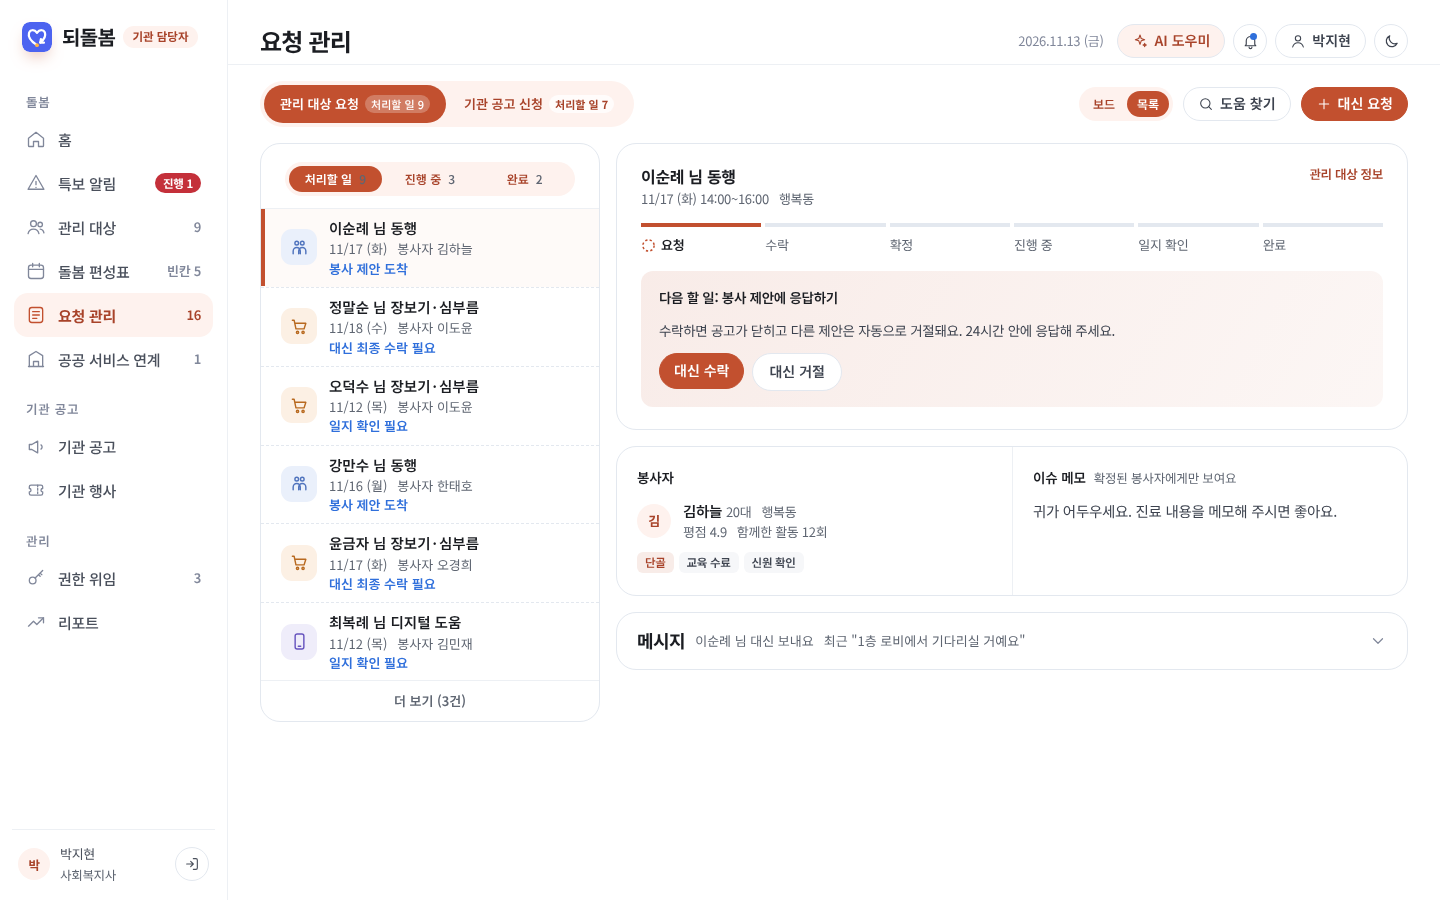 되돌봄 기관 담당자
돌봄
홈
특보 알림 진행 1
관리 대상 9
돌봄 편성표 빈칸 5
요청 관리 16
공공 서비스 연계 1
기관 공고
기관 공고
기관 행사
관리
권한 위임 3
리포트
박 박지현
사회복지사
요청 관리
2026.11.13 (금) AI 도우미 박지현
관리 대상 요청 처리할 일 9 기관 공고 신청 처리할 일 7
보드 목록 도움 찾기 대신 요청
처리할 일 9 진행 중 3 완료 2
이순례 님 동행
11/17 (화) 봉사자 김하늘
봉사 제안 도착
정말순 님 장보기·심부름
11/18 (수) 봉사자 이도윤
대신 최종 수락 필요
오덕수 님 장보기·심부름
11/12 (목) 봉사자 이도윤
일지 확인 필요
강만수 님 동행
11/16 (월) 봉사자 한태호
봉사 제안 도착
윤금자 님 장보기·심부름
11/17 (화) 봉사자 오경희
대신 최종 수락 필요
최복례 님 디지털 도움
11/12 (목) 봉사자 김민재
일지 확인 필요
더 보기 (3건)
이순례 님 동행 관리 대상 정보
11/17 (화) 14:00~16:00 행복동
요청 수락 확정 진행 중 일지 확인 완료
다음 할 일: 봉사 제안에 응답하기
수락하면 공고가 닫히고 다른 제안은 자동으로 거절돼요. 24시간 안에 응답해 주세요.
대신 수락 대신 거절
봉사자
김 김하늘 20대 행복동
평점 4.9 함께한 활동 12회
단골 교육 수료 신원 확인
이슈 메모 확정된 봉사자에게만 보여요
귀가 어두우세요. 진료 내용을 메모해 주시면 좋아요.
메시지 이순례 님 대신 보내요 최근 "1층 로비에서 기다리실 거예요"